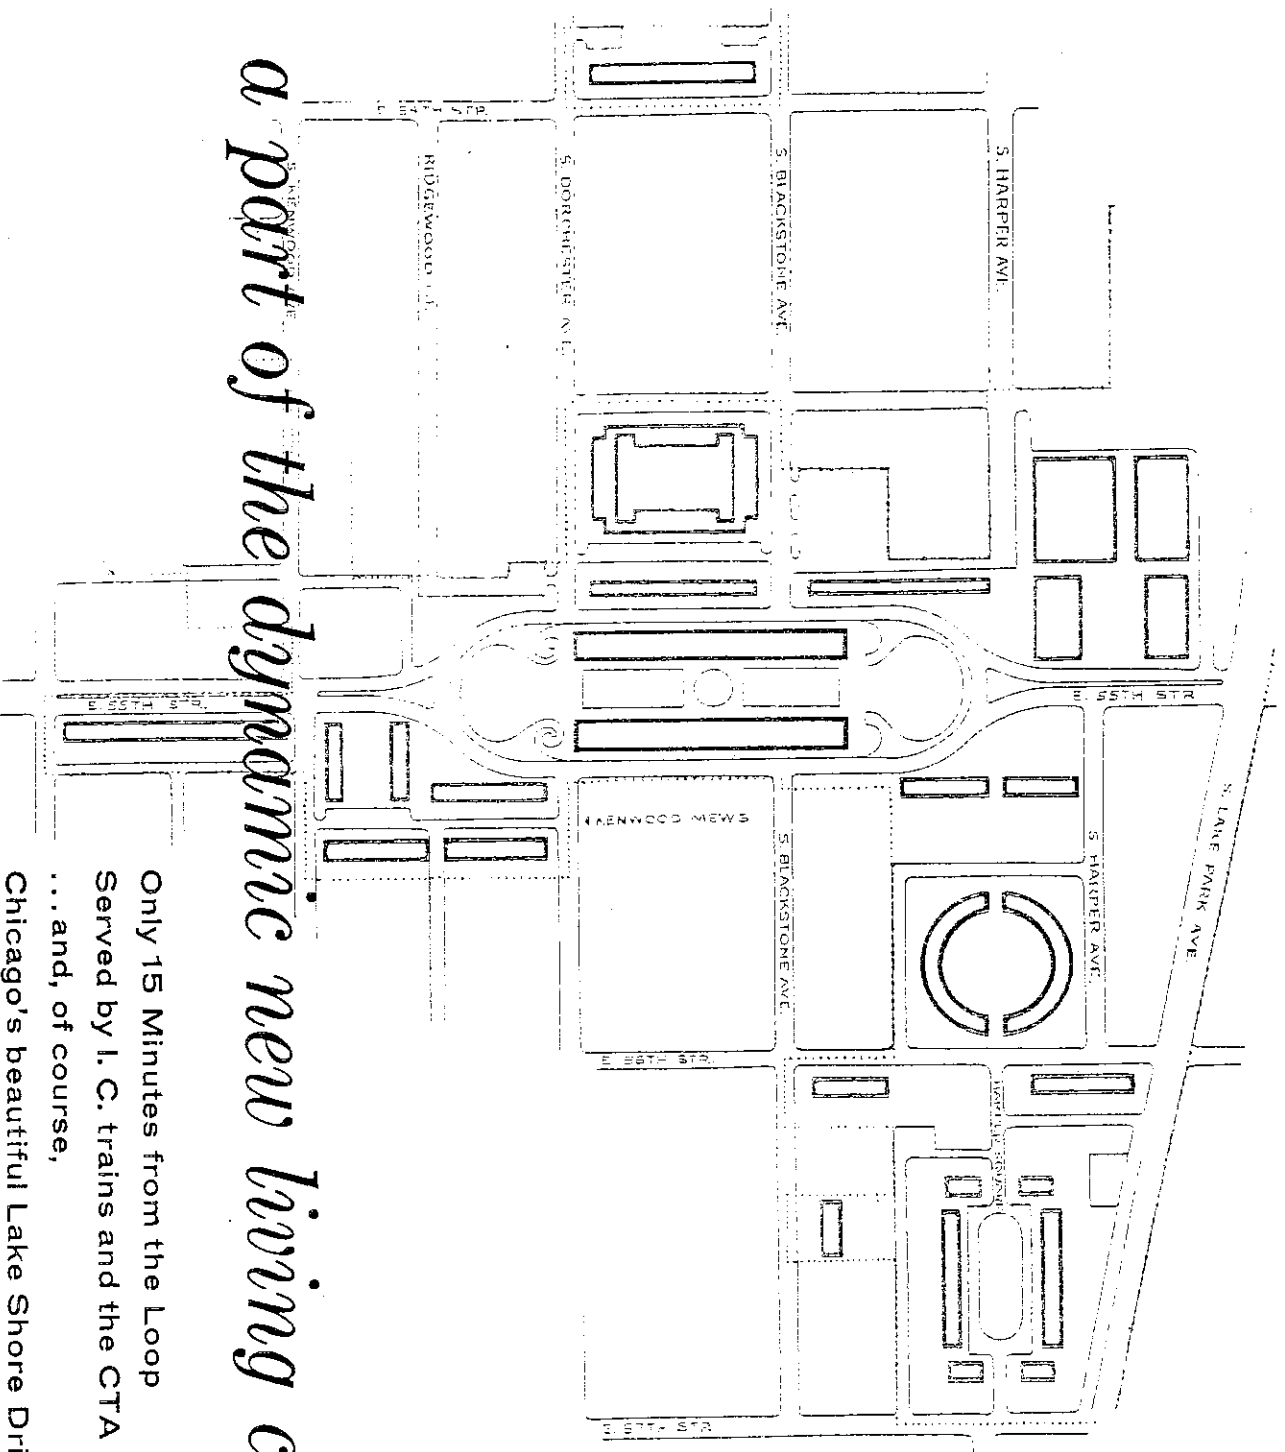 E. 54TH STR.
S. KENWOOD AVE.
RIDGEWOOD CT.
S. DORCHESTER AVE.
S. BLACKSTONE AVE.
S. HARPER AVE.
E. 55TH STR.
E. 55TH STR
S. LAKE PARK AVE
KENWOOD MEWS
S. BLACKSTONE AVE.
S. HARPER AVE.
E. 56TH STR.
E. 57TH STR.
a part of the dynamic new living c
Only 15 Minutes from the Loop
Served by I. C. trains and the CTA
...and, of course,
Chicago's beautiful Lake Shore Dri